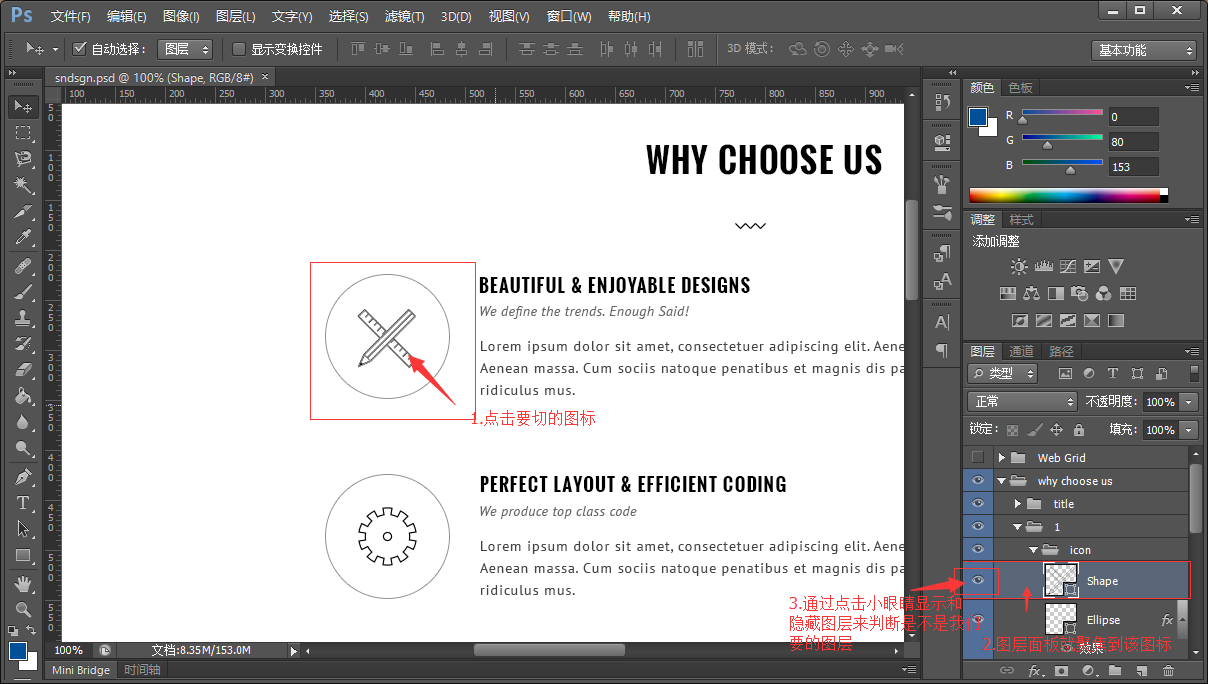 Ps 文件(F) 编辑(E) 图像(I) 图层(L) 文字(Y) 选择(S) 滤镜(T) 3D(D) 视图(V) 窗口(W) 帮助(H)
自动选择： 图层 显示变换控件 3D 模式： 基本功能
sndsgn.psd @ 100% (Shape, RGB/8#) ×
100 150 200 250 300 350 400 450 500 550 600 650 700 750 800 850 900
WHY CHOOSE US
BEAUTIFUL & ENJOYABLE DESIGNS
We define the trends. Enough Said!
Lorem ipsum dolor sit amet, consectetuer adipiscing elit. Aene
Aenean massa. Cum sociis natoque penatibus et magnis dis pa
ridiculus mus.
1.点击要切的图标
PERFECT LAYOUT & EFFICIENT CODING
We produce top class code
Lorem ipsum dolor sit amet, consectetuer adipiscing elit. Aene
Aenean massa. Cum sociis natoque penatibus et magnis dis pa
ridiculus mus.
3.通过点击小眼睛显示和
隐藏图层来判断是不是我们
要的图层
100% 文档:8.35M/153.0M
Mini Bridge 时间轴
颜色 色板
R 0
G 80
B 153
调整 样式
添加调整
图层 通道 路径
类型
正常 不透明度: 100%
锁定: 填充: 100%
Web Grid
why choose us
title
1
icon
Shape
Ellipse fx
效果
2.图层面板就聚焦到该图标
fx